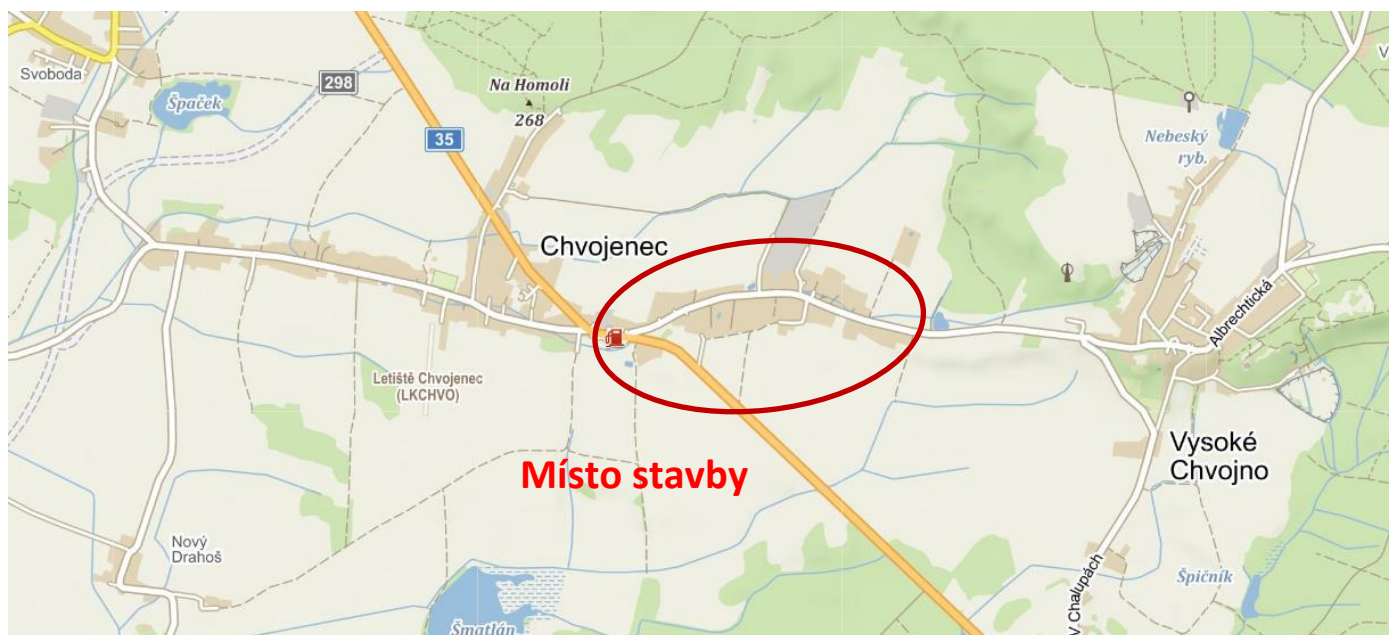 Svoboda
Špaček
298
Na Homoli
268
35
Nebeský
ryb.
V
Chvojenec
Albrechtická
Letiště Chvojenec
(LKCHVO)
Vysoké
Chvojno
Místo stavby
Nový
Drahoš
V Chalupách
Špičník
Šmatlán